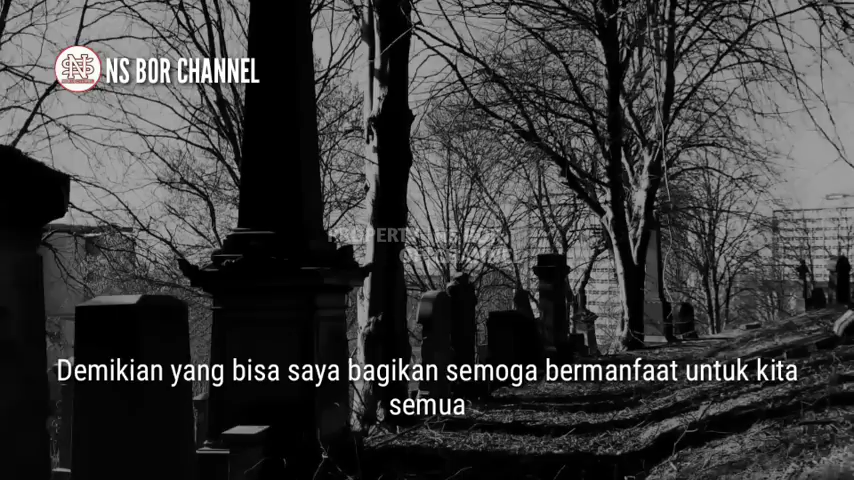 NS BOR CHANNEL
Demikian yang bisa saya bagikan semoga bermanfaat untuk kita
semua